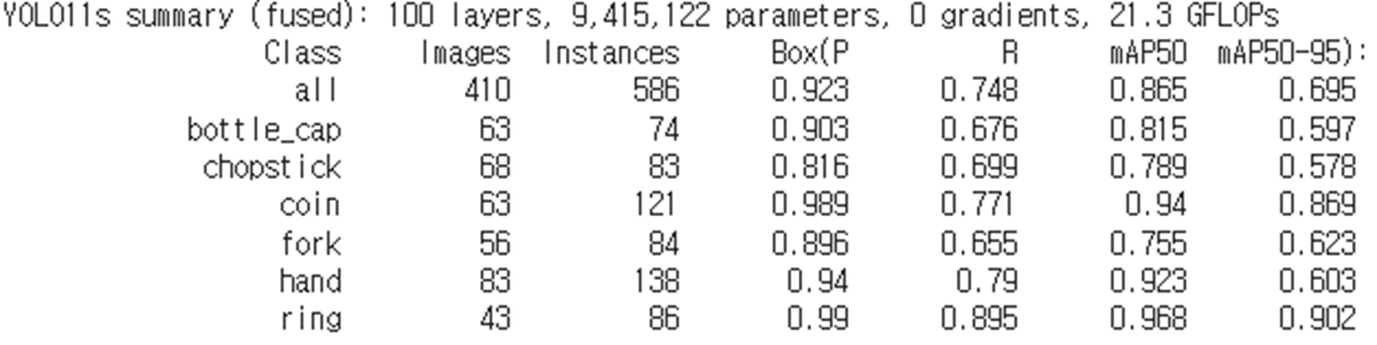 YOLO11s summary (fused): 100 layers, 9,415,122 parameters, 0 gradients, 21.3 GFLOPs
Class Images Instances Box(P R mAP50 mAP50-95):
all 410 586 0.923 0.748 0.865 0.695
bottle_cap 63 74 0.903 0.676 0.815 0.597
chopstick 68 83 0.816 0.699 0.789 0.578
coin 63 121 0.989 0.771 0.94 0.869
fork 56 84 0.896 0.655 0.755 0.623
hand 83 138 0.94 0.79 0.923 0.603
ring 43 86 0.99 0.895 0.968 0.902